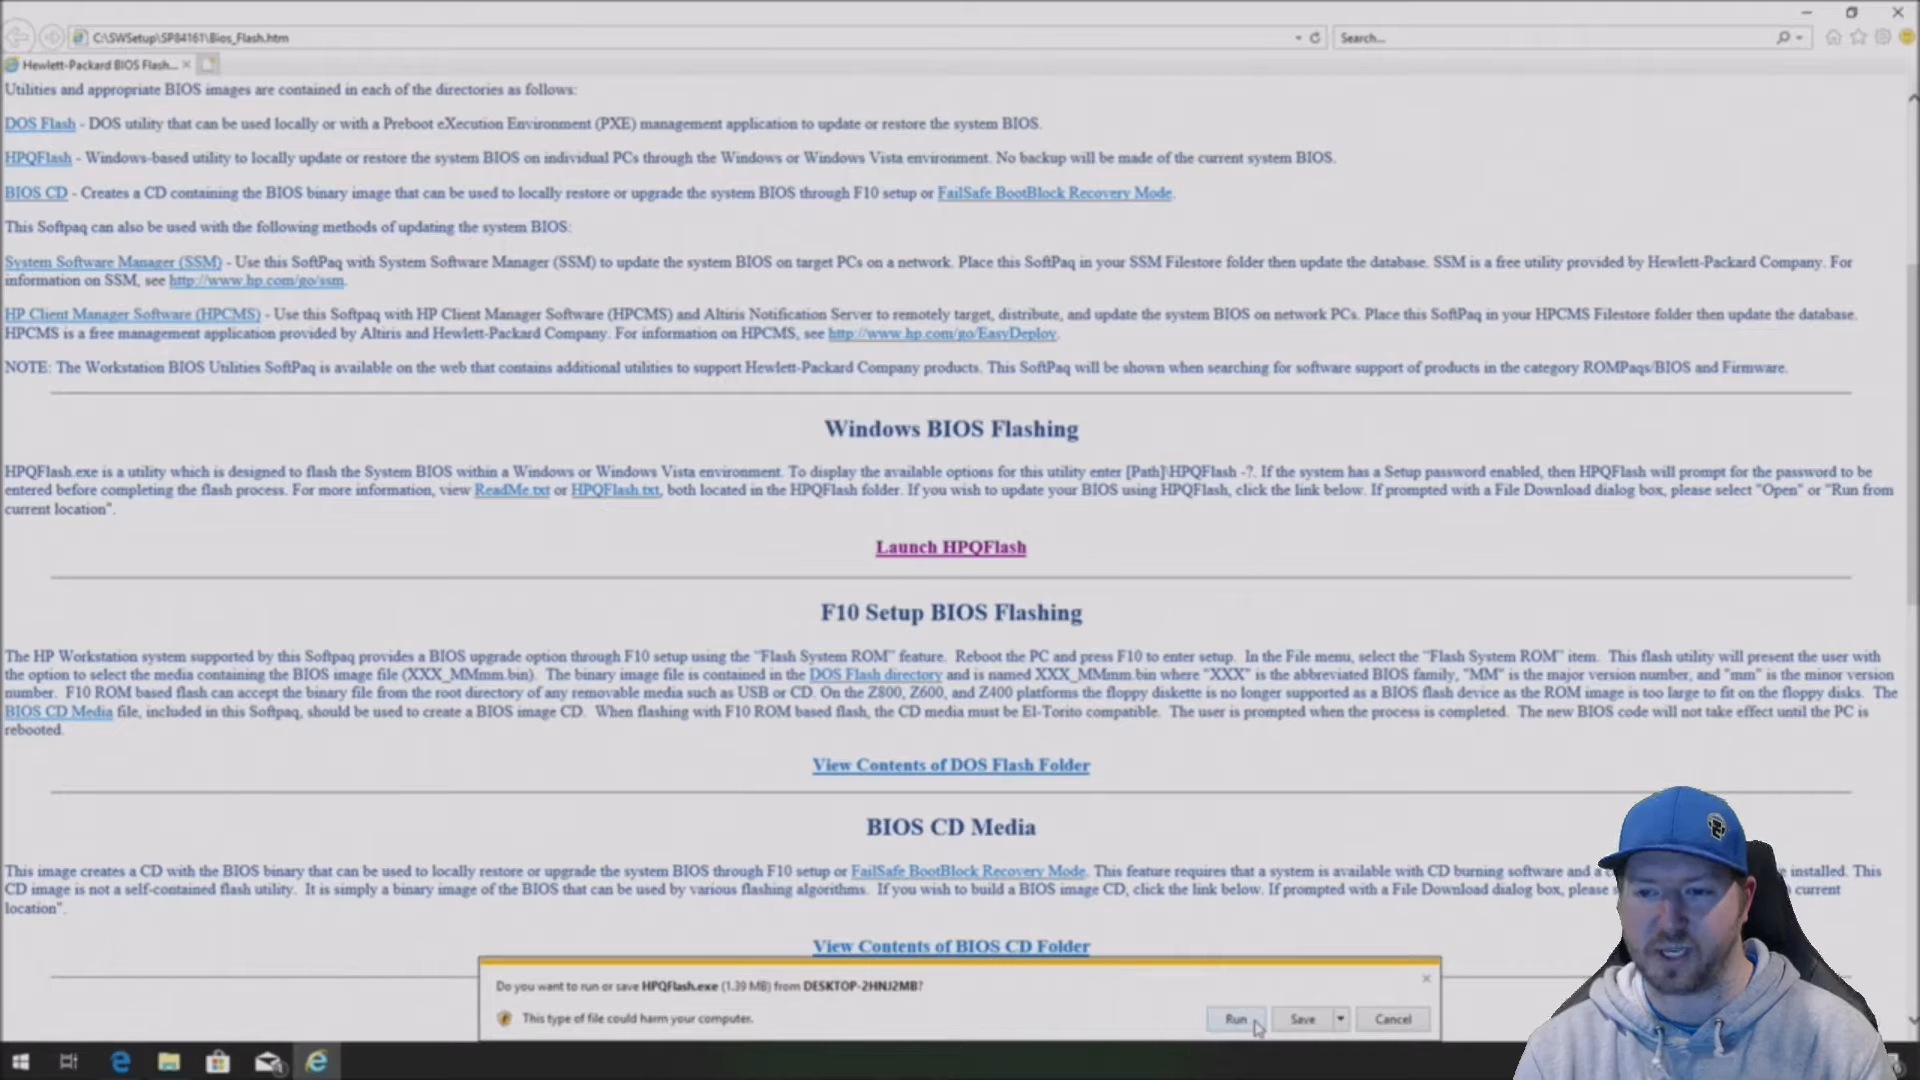 C:\SWSetup\SP84161\Bios_Flash.htm
Search...
Hewlett-Packard BIOS Flash...
Utilities and appropriate BIOS images are contained in each of the directories as follows:
DOS Flash - DOS utility that can be used locally or with a Preboot eXecution Environment (PXE) management application to update or restore the system BIOS.
HPQFlash - Windows-based utility to locally update or restore the system BIOS on individual PCs through the Windows or Windows Vista environment. No backup will be made of the current system BIOS.
BIOS CD - Creates a CD containing the BIOS binary image that can be used to locally restore or upgrade the system BIOS through F10 setup or FailSafe BootBlock Recovery Mode.
This Softpaq can also be used with the following methods of updating the system BIOS:
System Software Manager (SSM) - Use this SoftPaq with System Software Manager (SSM) to update the system BIOS on target PCs on a network. Place this SoftPaq in your SSM Filestore folder then update the database. SSM is a free utility provided by Hewlett-Packard Company. For
information on SSM, see http://www.hp.com/go/ssm.
HP Client Manager Software (HPCMS) - Use this Softpaq with HP Client Manager Software (HPCMS) and Altiris Notification Server to remotely target, distribute, and update the system BIOS on network PCs. Place this SoftPaq in your HPCMS Filestore folder then update the database.
HPCMS is a free management application provided by Altiris and Hewlett-Packard Company. For information on HPCMS, see http://www.hp.com/go/EasyDeploy.
NOTE: The Workstation BIOS Utilities SoftPaq is available on the web that contains additional utilities to support Hewlett-Packard Company products. This SoftPaq will be shown when searching for software support of products in the category ROMPaqs/BIOS and Firmware.
Windows BIOS Flashing
HPQFlash.exe is a utility which is designed to flash the System BIOS within a Windows or Windows Vista environment. To display the available options for this utility enter [Path]\HPQFlash -?. If the system has a Setup password enabled, then HPQFlash will prompt for the password to be
entered before completing the flash process. For more information, view ReadMe.txt or HPQFlash.txt, both located in the HPQFlash folder. If you wish to update your BIOS using HPQFlash, click the link below. If prompted with a File Download dialog box, please select "Open" or "Run from
current location".
Launch HPQFlash
F10 Setup BIOS Flashing
The HP Workstation system supported by this Softpaq provides a BIOS upgrade option through F10 setup using the "Flash System ROM" feature. Reboot the PC and press F10 to enter setup. In the File menu, select the "Flash System ROM" item. This flash utility will present the user with
the option to select the media containing the BIOS image file (XXX_MMmm.bin). The binary image file is contained in the DOS Flash directory and is named XXX_MMmm.bin where "XXX" is the abbreviated BIOS family, "MM" is the major version number, and "mm" is the minor version
number. F10 ROM based flash can accept the binary file from the root directory of any removable media such as USB or CD. On the Z800, Z600, and Z400 platforms the floppy diskette is no longer supported as a BIOS flash device as the ROM image is too large to fit on the floppy disks. The
BIOS CD Media file, included in this Softpaq, should be used to create a BIOS image CD. When flashing with F10 ROM based flash, the CD media must be El-Torito compatible. The user is prompted when the process is completed. The new BIOS code will not take effect until the PC is
rebooted.
View Contents of DOS Flash Folder
BIOS CD Media
This image creates a CD with the BIOS binary that can be used to locally restore or upgrade the system BIOS through F10 setup or FailSafe BootBlock Recovery Mode. This feature requires that a system is available with CD burning software and a installed. This
CD image is not a self-contained flash utility. It is simply a binary image of the BIOS that can be used by various flashing algorithms. If you wish to build a BIOS image CD, click the link below. If prompted with a File Download dialog box, please current
location".
View Contents of BIOS CD Folder
Do you want to run or save HPQFlash.exe (1.39 MB) from DESKTOP-2HNJ2MB?
This type of file could harm your computer.
Run
Save
Cancel